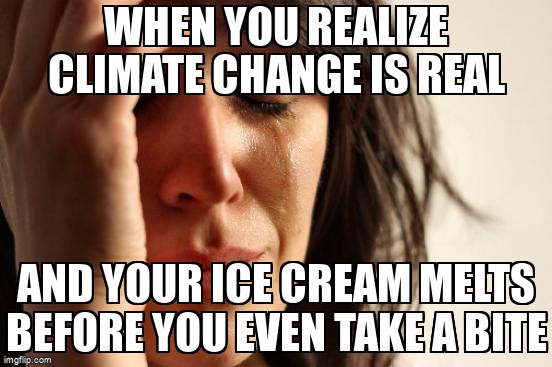 WHEN YOU REALIZE
CLIMATE CHANGE IS REAL
AND YOUR ICE CREAM MELTS
BEFORE YOU EVEN TAKE A BITE
imgflip.com